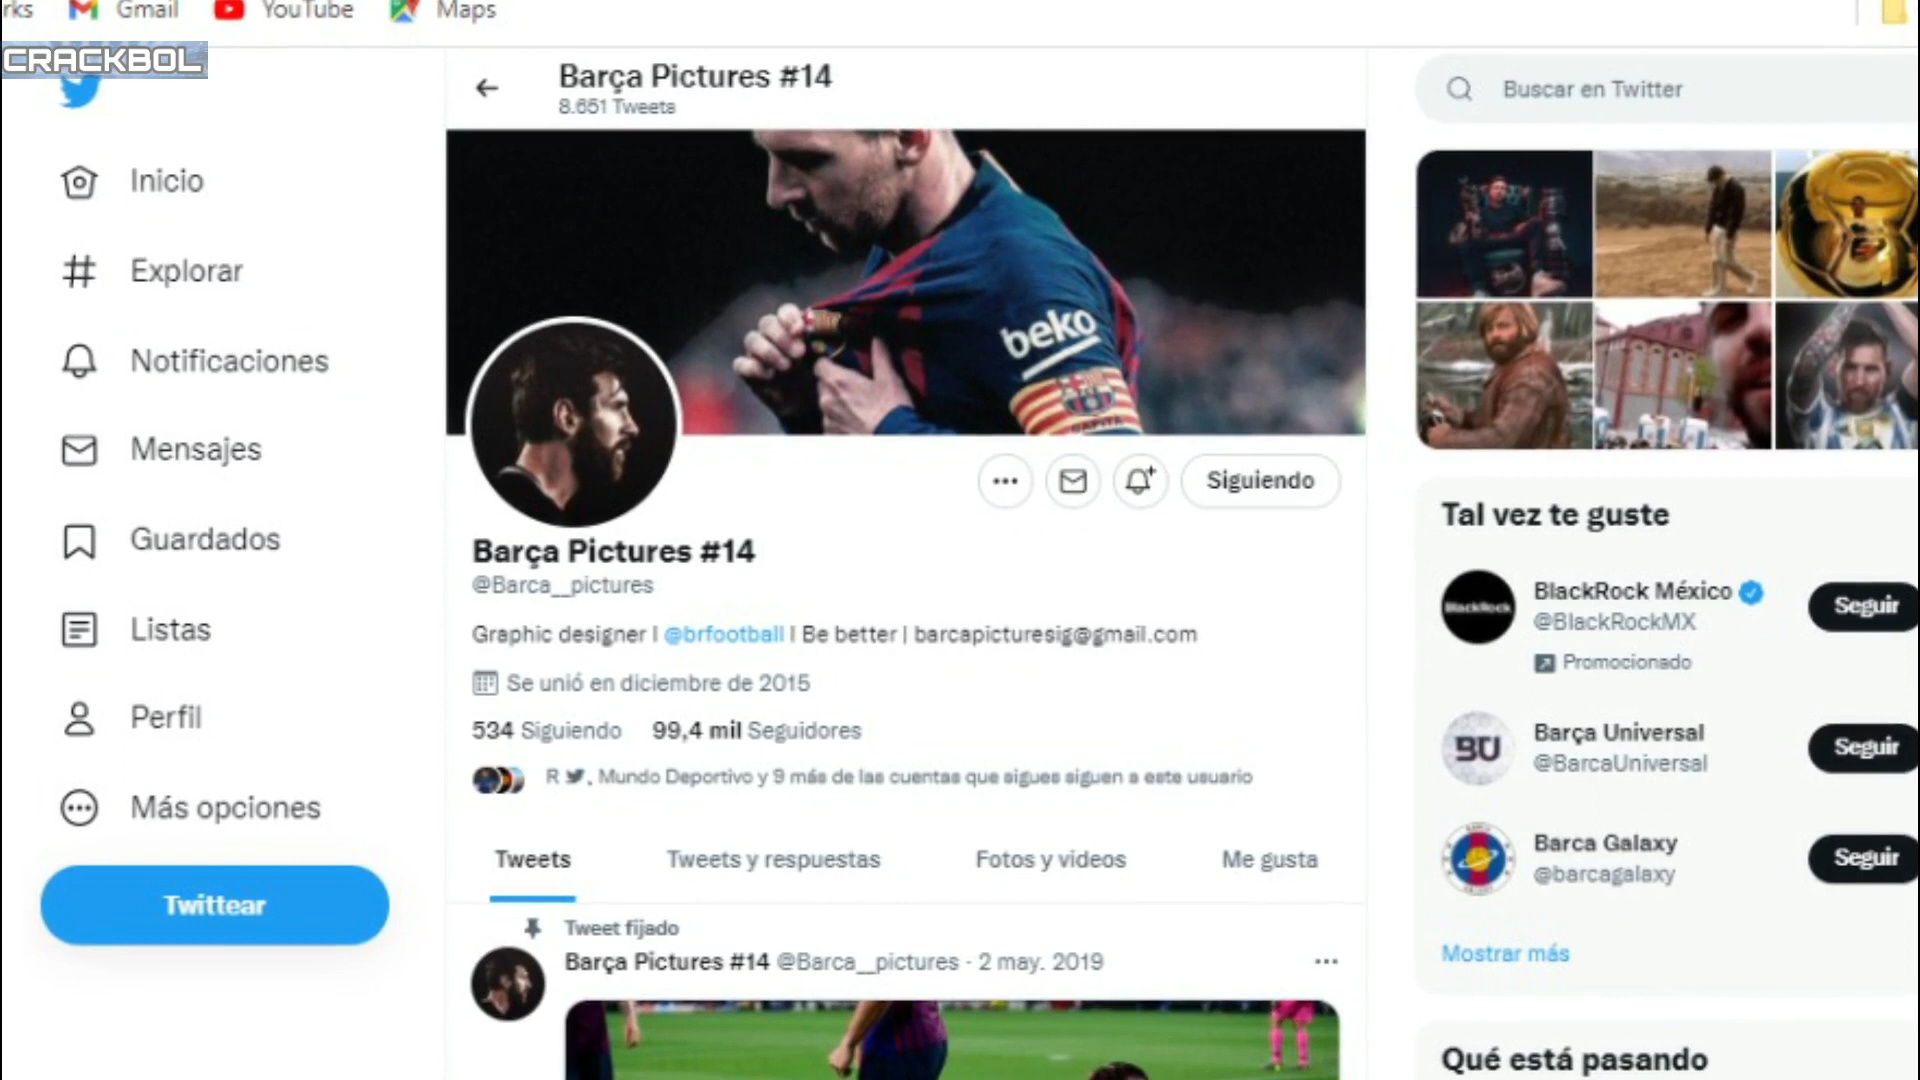 rks
Gmail
YouTube
Maps
CRACKBOL
Barça Pictures #14
8.651 Tweets
Buscar en Twitter
Inicio
Explorar
Notificaciones
Mensajes
Guardados
Listas
Perfil
Más opciones
Twittear
beko
CAPITÀ
Siguiendo
Barça Pictures #14
@Barca__pictures
Graphic designer | @brfootball | Be better | barcapicturesig@gmail.com
Se unió en diciembre de 2015
534 Siguiendo 99,4 mil Seguidores
R , Mundo Deportivo y 9 más de las cuentas que sigues siguen a este usuario
Tweets Tweets y respuestas Fotos y videos Me gusta
Tweet fijado
Barça Pictures #14 @Barca__pictures · 2 may. 2019
Tal vez te guste
BlackRock
BlackRock México
@BlackRockMX
Promocionado
Seguir
BU
Barça Universal
@BarcaUniversal
Seguir
Barca Galaxy
@barcagalaxy
Seguir
Mostrar más
Qué está pasando